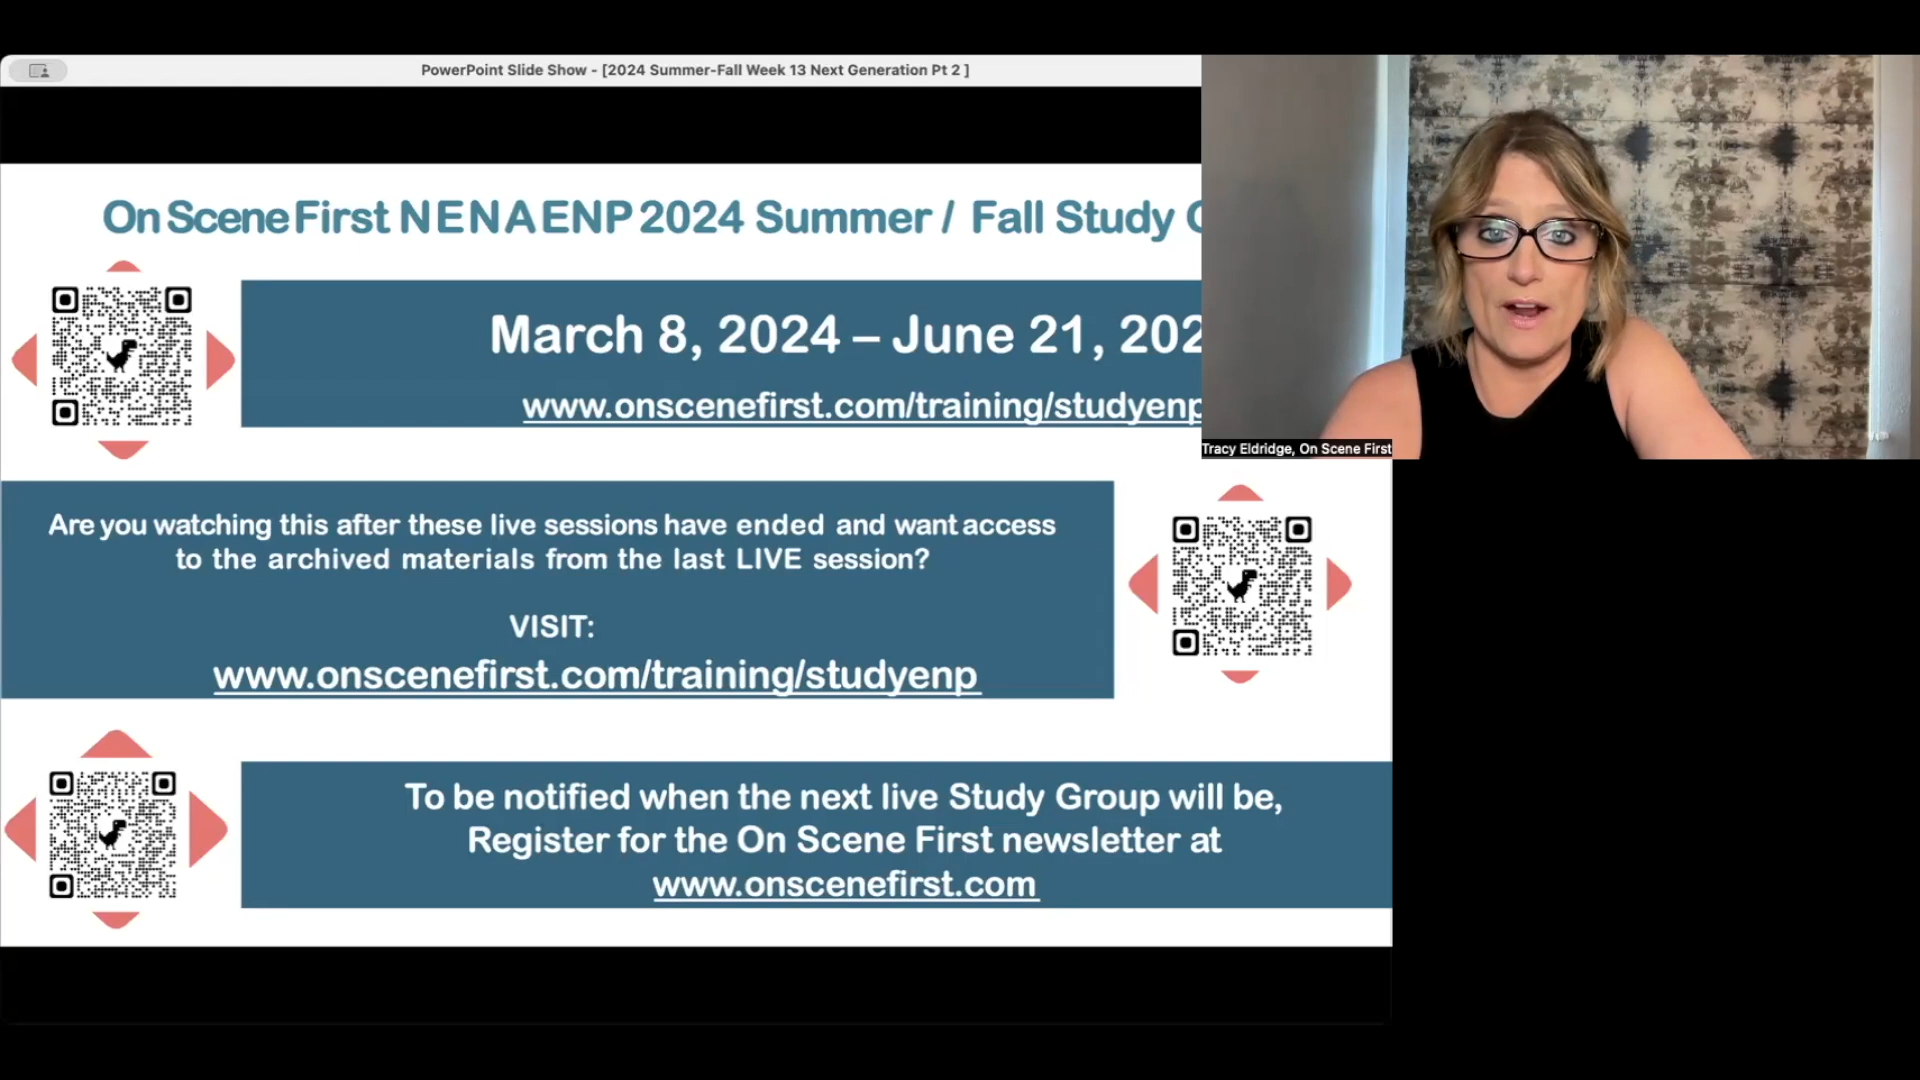 PowerPoint Slide Show - [2024 Summer-Fall Week 13 Next Generation Pt 2 ]
On Scene First NENA ENP 2024 Summer / Fall Study
March 8, 2024 – June 21, 202
www.onscenefirst.com/training/studyenp
Tracy Eldridge, On Scene First
Are you watching this after these live sessions have ended and want access
to the archived materials from the last LIVE session?
VISIT:
www.onscenefirst.com/training/studyenp
To be notified when the next live Study Group will be,
Register for the On Scene First newsletter at
www.onscenefirst.com